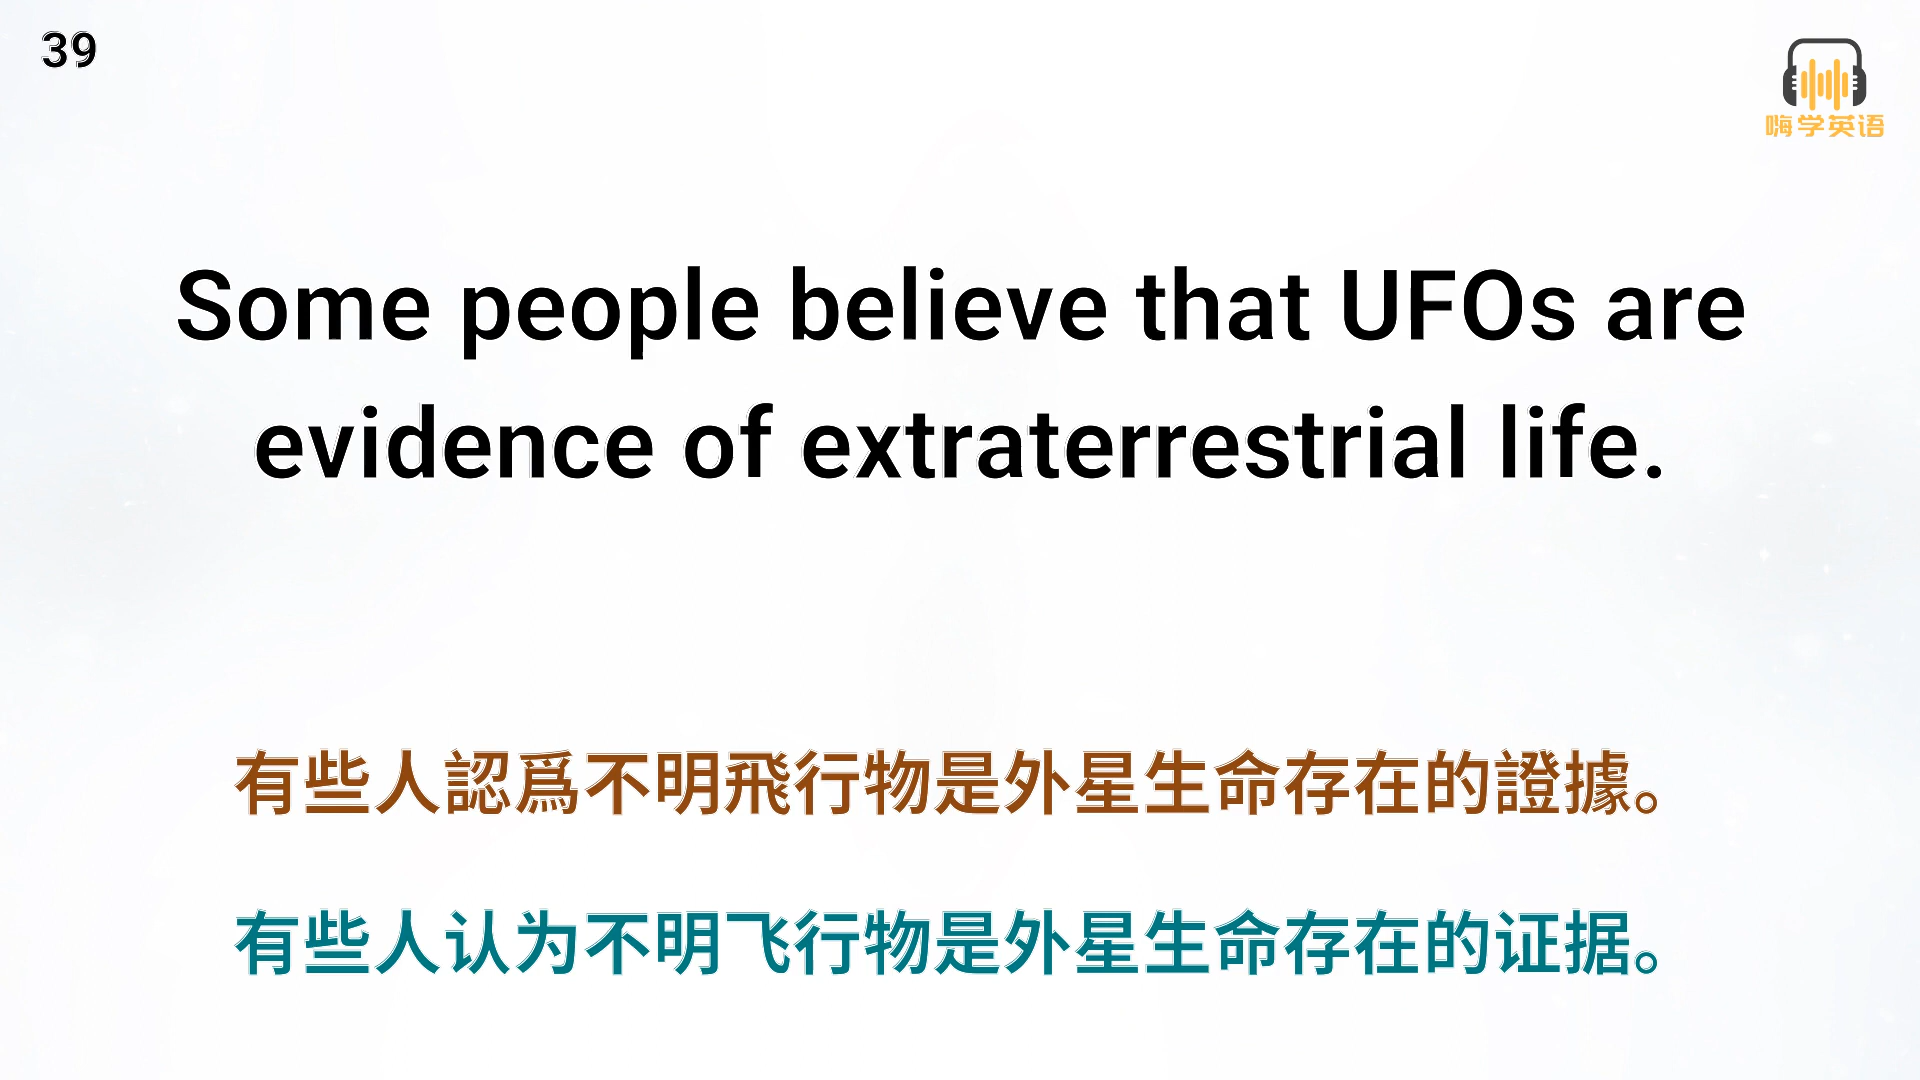 39
嗨学英语
Some people believe that UFOs are
evidence of extraterrestrial life.
有些人認爲不明飛行物是外星生命存在的證據。
有些人认为不明飞行物是外星生命存在的证据。